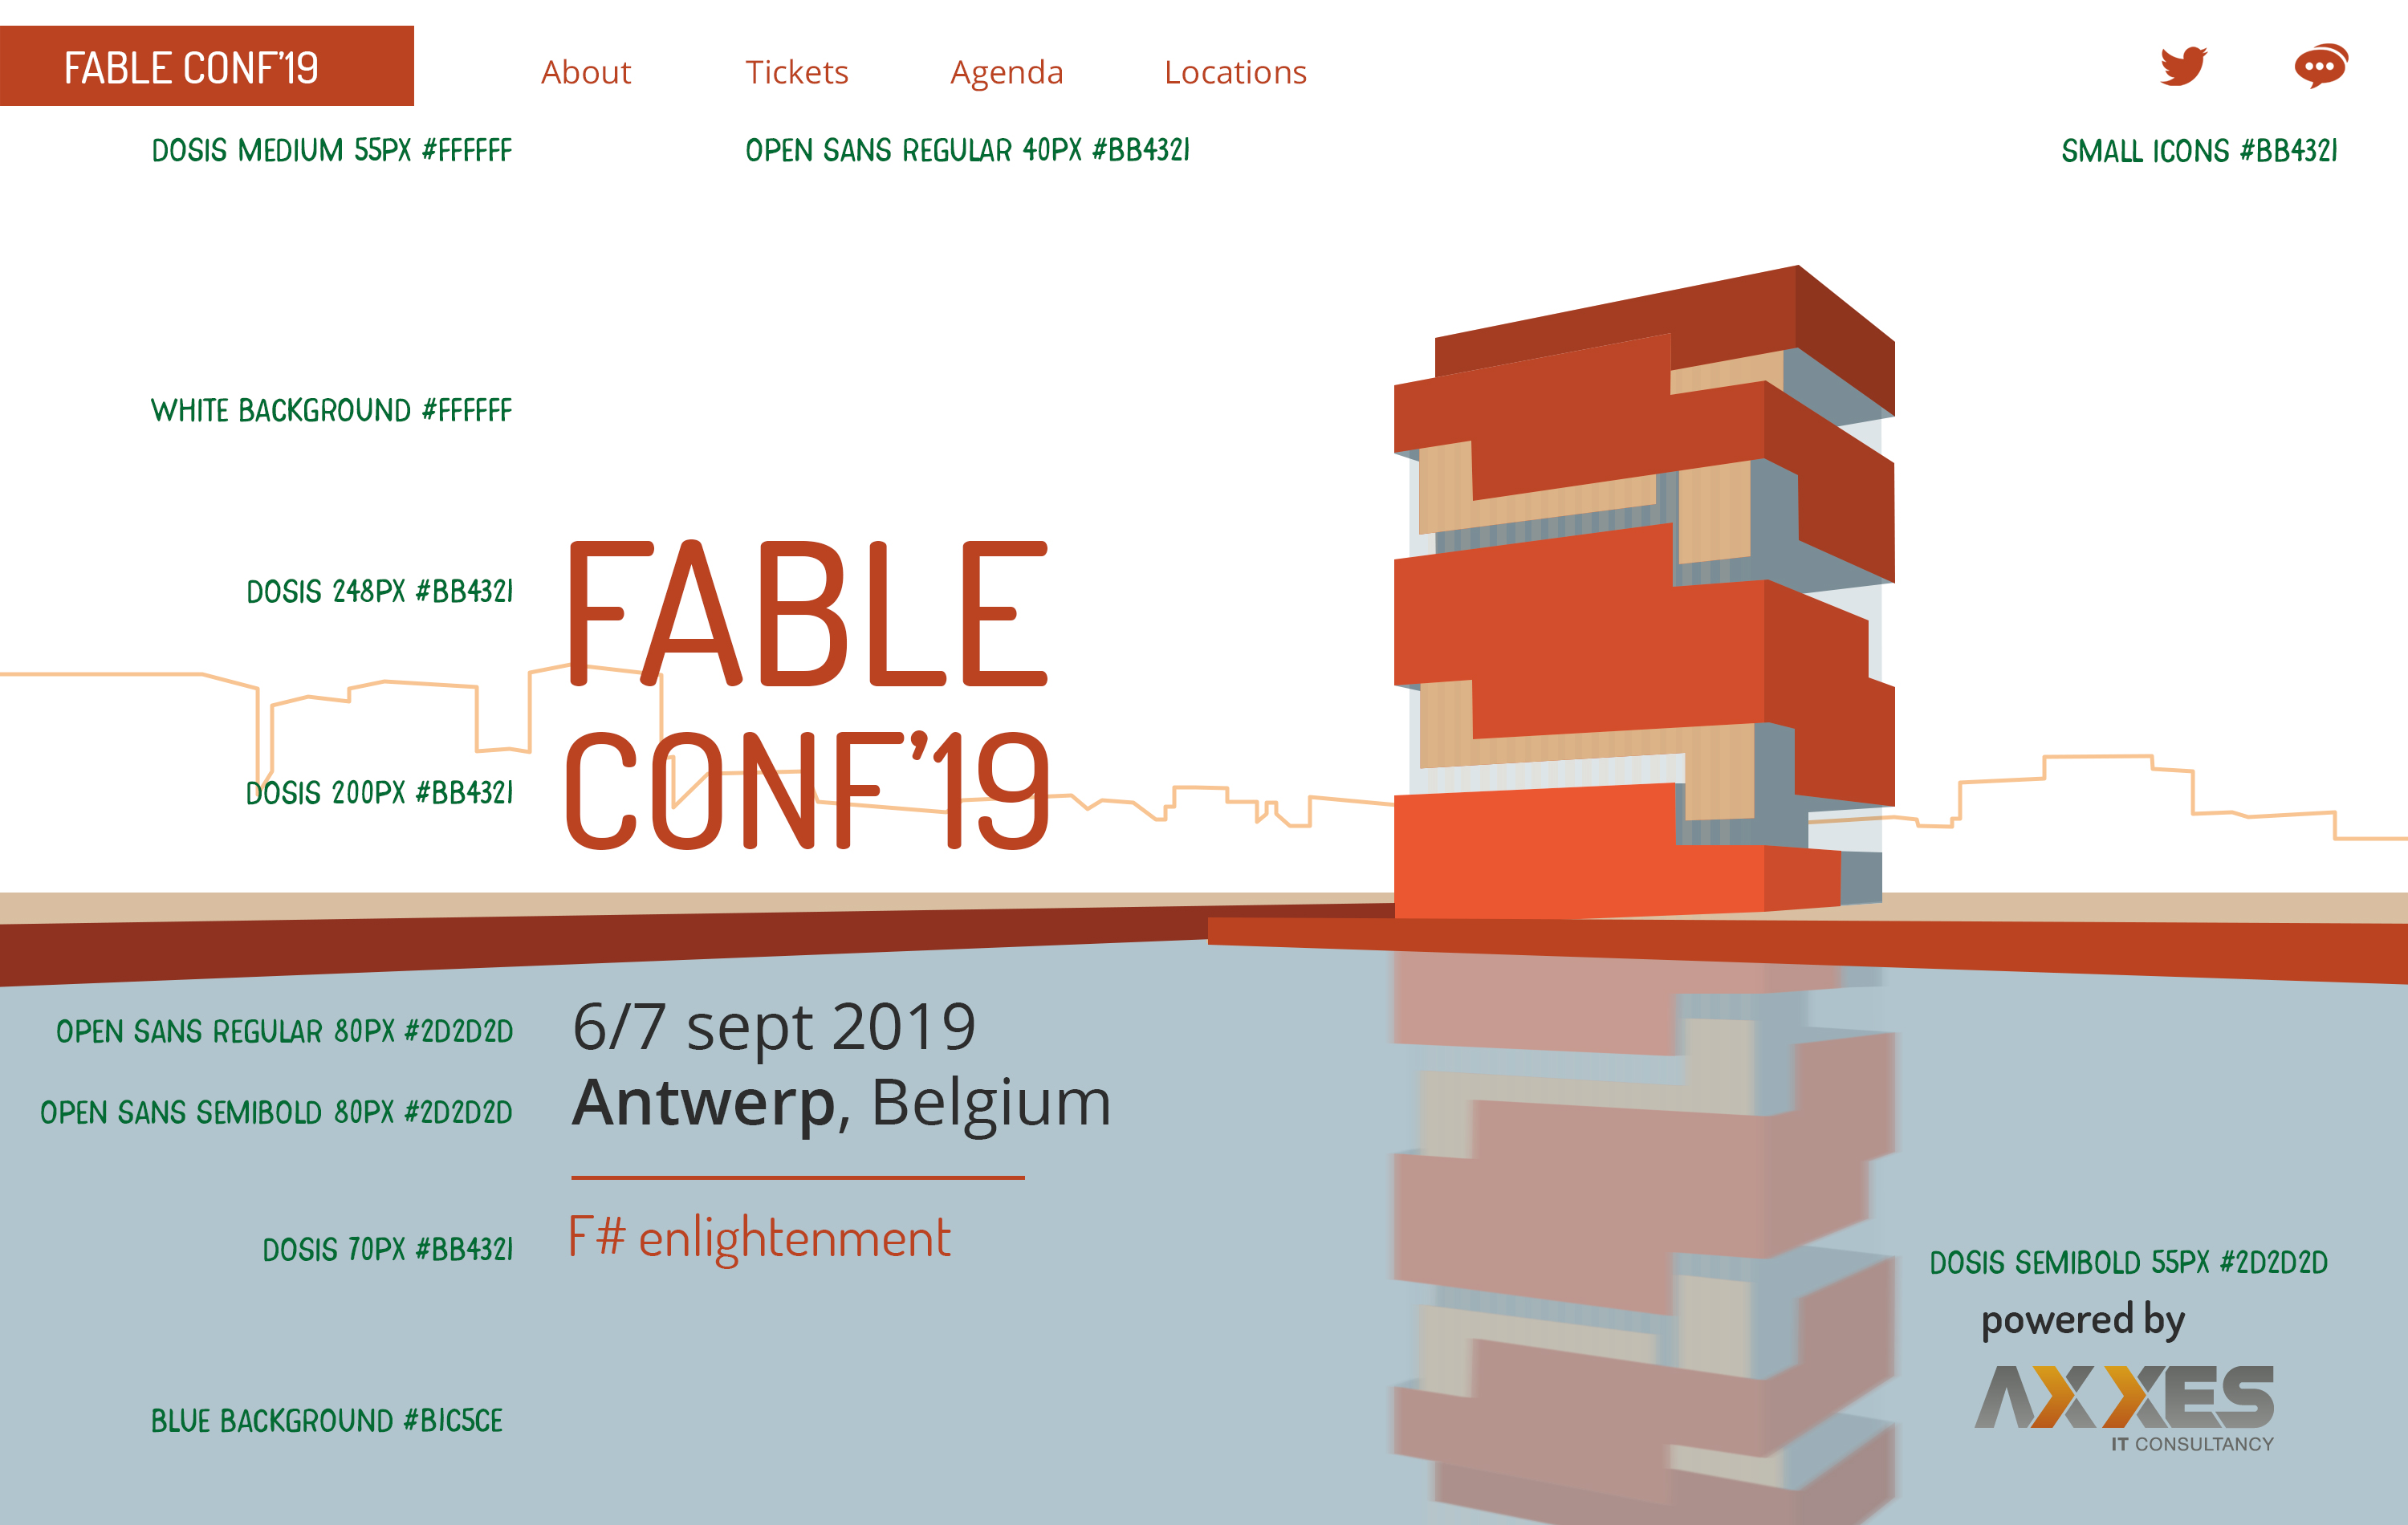 FABLE CONF'19
About
Tickets
Agenda
Locations
DOSIS MEDIUM 55PX #FFFFFF
OPEN SANS REGULAR 40PX #BB4321
SMALL ICONS #BB4321
WHITE BACKGROUND #FFFFFF
DOSIS 248PX #BB4321
FABLE
DOSIS 200PX #BB4321
CONF'19
OPEN SANS REGULAR 80PX #2D2D2D
6/7 sept 2019
OPEN SANS SEMIBOLD 80PX #2D2D2D
Antwerp, Belgium
DOSIS 70PX #BB4321
F# enlightenment
DOSIS SEMIBOLD 55PX #2D2D2D
powered by
AXXES
IT CONSULTANCY
BLUE BACKGROUND #B1C5CE